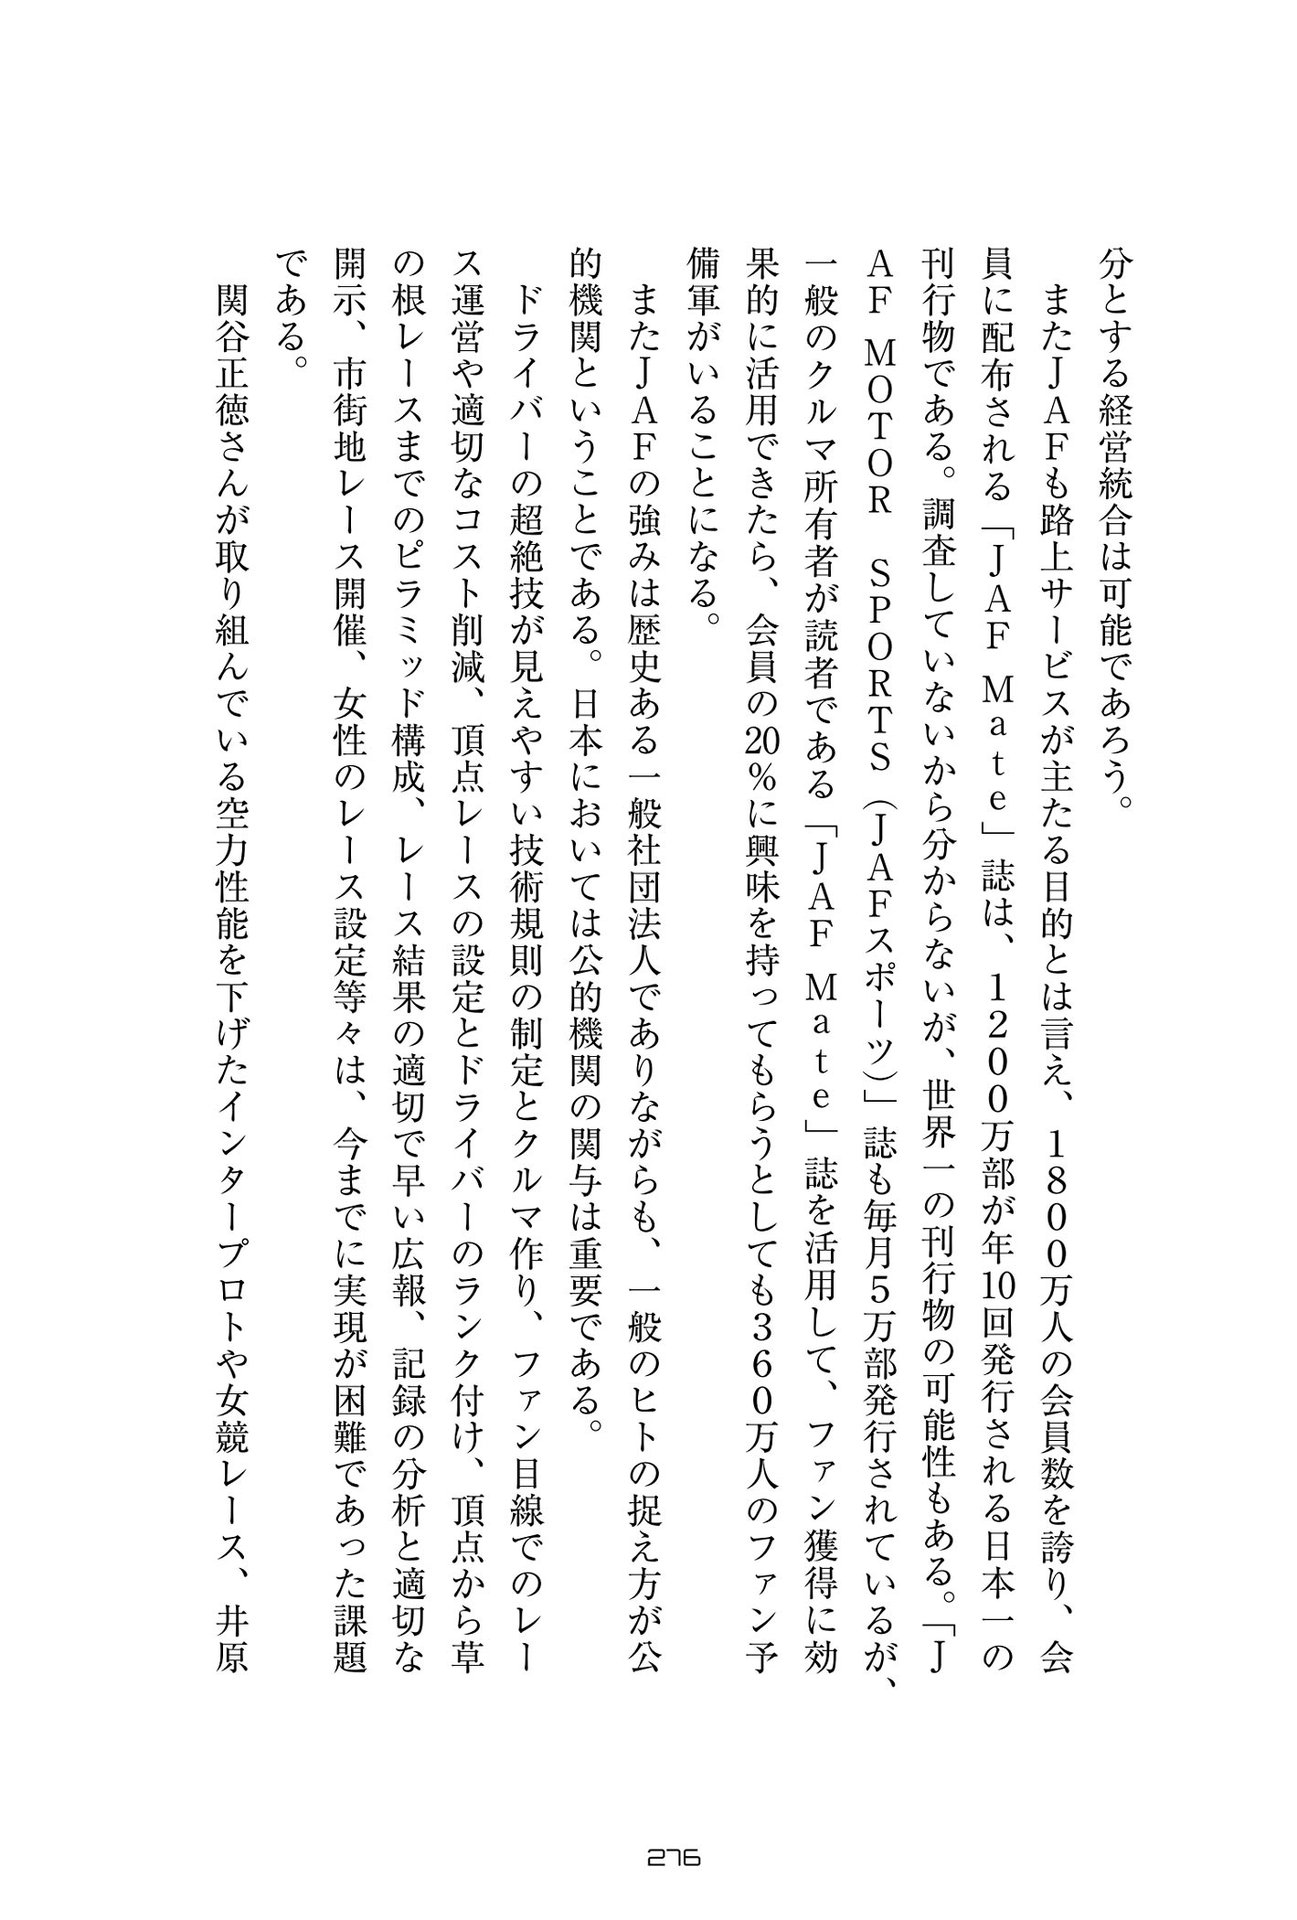 分とする経営統合は可能であろう。
またＪＡＦも路上サービスが主たる目的とは言え、１８００万人の会員数を誇り、会
員に配布される「ＪＡＦ Ｍａｔｅ」誌は、１２００万部が年10回発行される日本一の
刊行物である。調査していないから分からないが、世界一の刊行物の可能性もある。「Ｊ
ＡＦ ＭＯＴＯＲ ＳＰＯＲＴＳ（ＪＡＦスポーツ）」誌も毎月５万部発行されているが、
一般のクルマ所有者が読者である「ＪＡＦ Ｍａｔｅ」誌を活用して、ファン獲得に効
果的に活用できたら、会員の20％に興味を持ってもらうとしても３６０万人のファン予
備軍がいることになる。
またＪＡＦの強みは歴史ある一般社団法人でありながらも、一般のヒトの捉え方が公
的機関ということである。日本においては公的機関の関与は重要である。
ドライバーの超絶技が見えやすい技術規則の制定とクルマ作り、ファン目線でのレー
ス運営や適切なコスト削減、頂点レースの設定とドライバーのランク付け、頂点から草
の根レースまでのピラミッド構成、レース結果の適切で早い広報、記録の分析と適切な
開示、市街地レース開催、女性のレース設定等々は、今までに実現が困難であった課題
である。
関谷正徳さんが取り組んでいる空力性能を下げたインタープロトや女競レース、井原
276